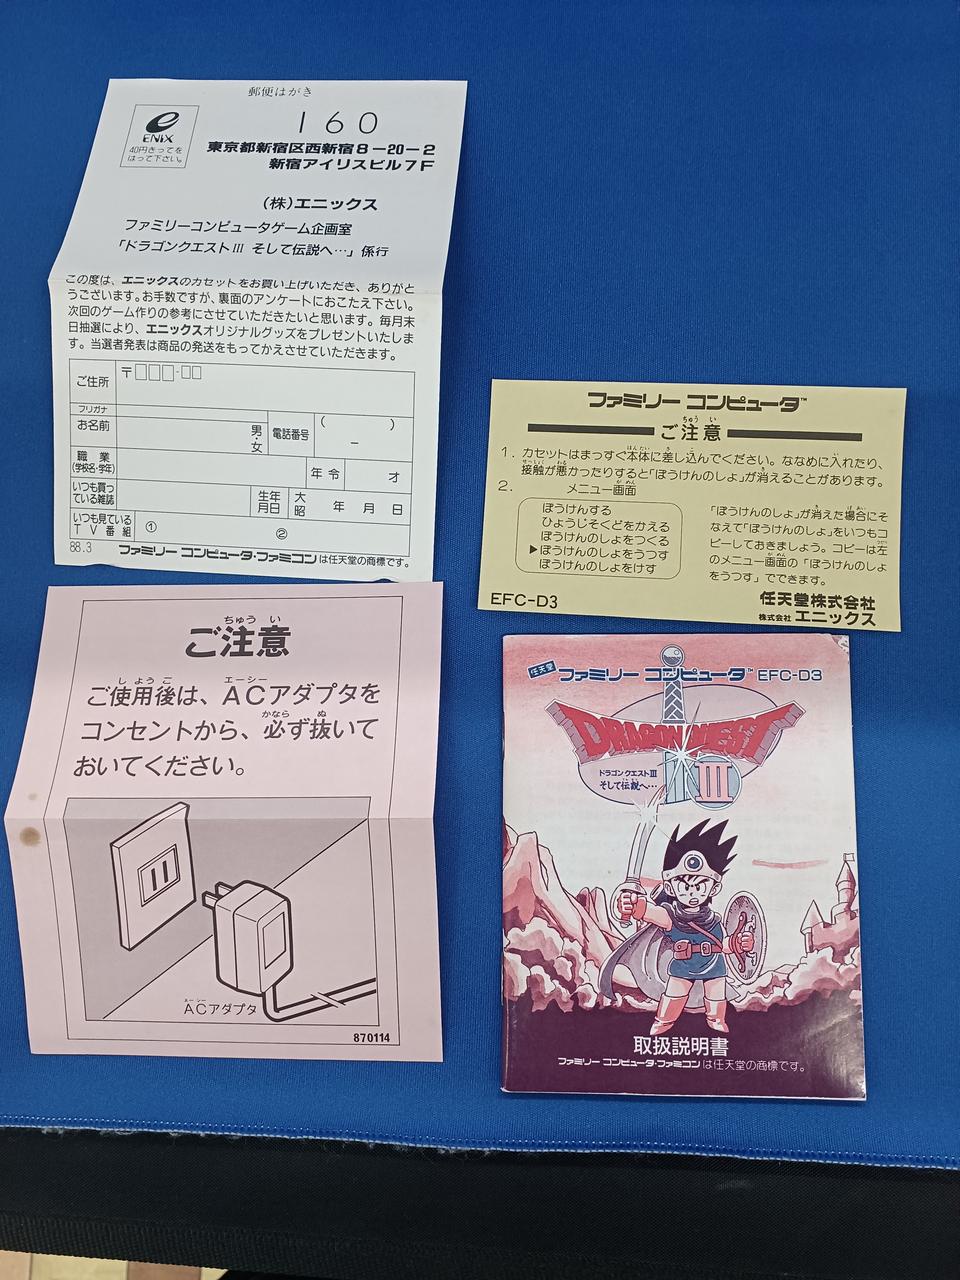 郵便はがき
ENIX
40円きってを
はって下さい。
160
東京都新宿区西新宿8-20-2
新宿アイリスビル7F
(株)エニックス
ファミリーコンピュータゲーム企画室
「ドラゴンクエストIII そして伝説へ…」係行
この度は、エニックスのカセットをお買い上げいただき、ありがと
うございます。お手数ですが、裏面のアンケートにおこたえ下さい。
次回のゲーム作りの参考にさせていただきたいと思います。毎月末
日抽選により、エニックスオリジナルグッズをプレゼントいたしま
す。当選者発表は商品の発送をもってかえさせていただきます。
ご住所 〒□□□-□□
フリガナ
お名前 男・女 電話番号 ( ) −
職業
(学校名・学年) 年令 才
いつも買っ
ている雑誌 生年月日 大 昭 年 月 日
いつも見ている
TV番組 ① ②
88.3 ファミリー コンピュータ・ファミコンは任天堂の商標です。
ファミリー コンピュータ™
ちゅうい
ご注意
1. カセットはまっすぐ本体に差し込んでください。ななめに入れたり、
接触が悪かったりすると「ぼうけんのしょ」が消えることがあります。
2. メニュー画面
ぼうけんする
ひょうじそくどをかえる
ぼうけんのしょをつくる
▶ぼうけんのしょをうつす
ぼうけんのしょをけす
「ぼうけんのしょ」が消えた場合にそ
なえて「ぼうけんのしょ」をいつもコ
ピーしておきましょう。コピーは左
のメニュー画面の「ぼうけんのしょ
をうつす」でできます。
EFC-D3
任天堂株式会社
株式会社 エニックス
ちゅうい
ご注意
しようご エーシー
ご使用後は、ACアダプタを
かなら ぬ
コンセントから、必ず抜いて
おいてください。
エーシー
ACアダプタ
870114
任天堂 ファミリー コンピュータ™ EFC-D3
DRAGON QUEST
III
ドラゴンクエストIII
そして伝説へ…
取扱説明書
ファミリー コンピュータ・ファミコンは任天堂の商標です。